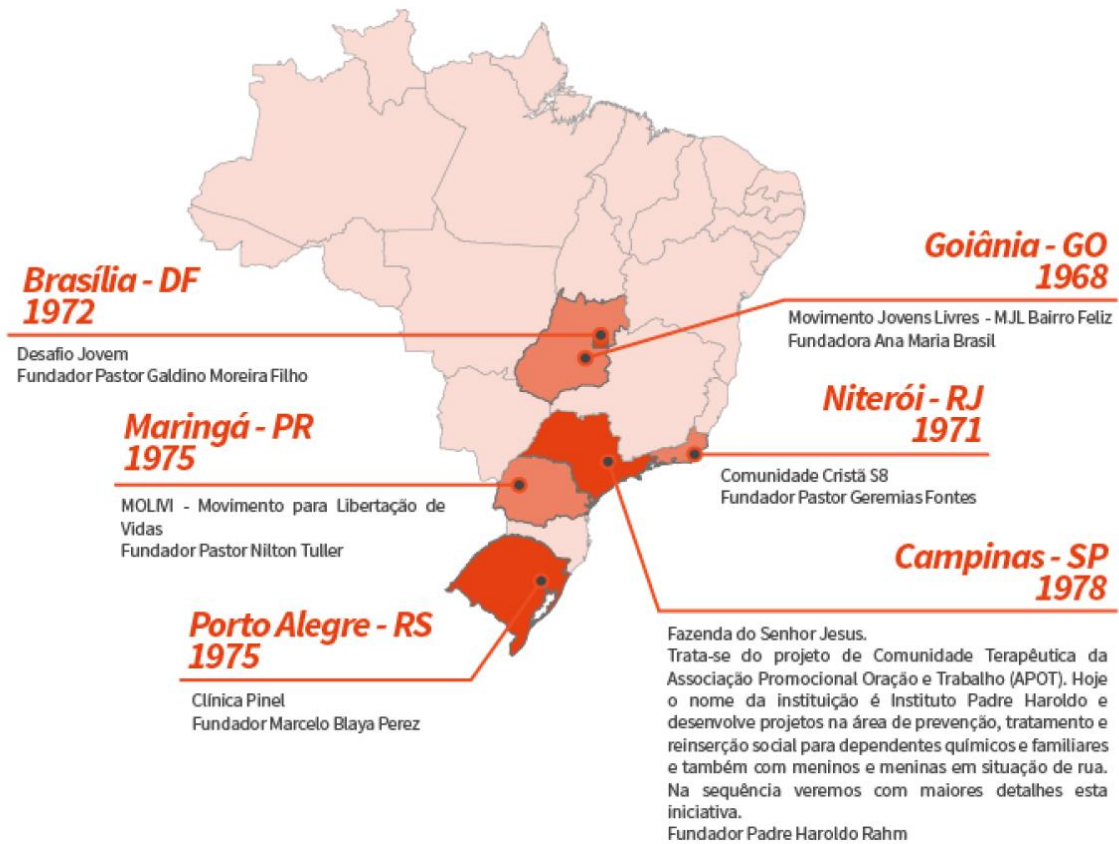 Brasília - DF
1972
Desafio Jovem
Fundador Pastor Galdino Moreira Filho
Goiânia - GO
1968
Movimento Jovens Livres - MJL Bairro Feliz
Fundadora Ana Maria Brasil
Maringá - PR
1975
MOLIVI - Movimento para Libertação de
Vidas
Fundador Pastor Nilton Tuller
Niterói - RJ
1971
Comunidade Cristã S8
Fundador Pastor Geremias Fontes
Porto Alegre - RS
1975
Clínica Pinel
Fundador Marcelo Blaya Perez
Campinas - SP
1978
Fazenda do Senhor Jesus.
Trata-se do projeto de Comunidade Terapêutica da
Associação Promocional Oração e Trabalho (APOT). Hoje
o nome da instituição é Instituto Padre Haroldo e
desenvolve projetos na área de prevenção, tratamento e
reinserção social para dependentes químicos e familiares
e também com meninos e meninas em situação de rua.
Na sequência veremos com maiores detalhes esta
iniciativa.
Fundador Padre Haroldo Rahm